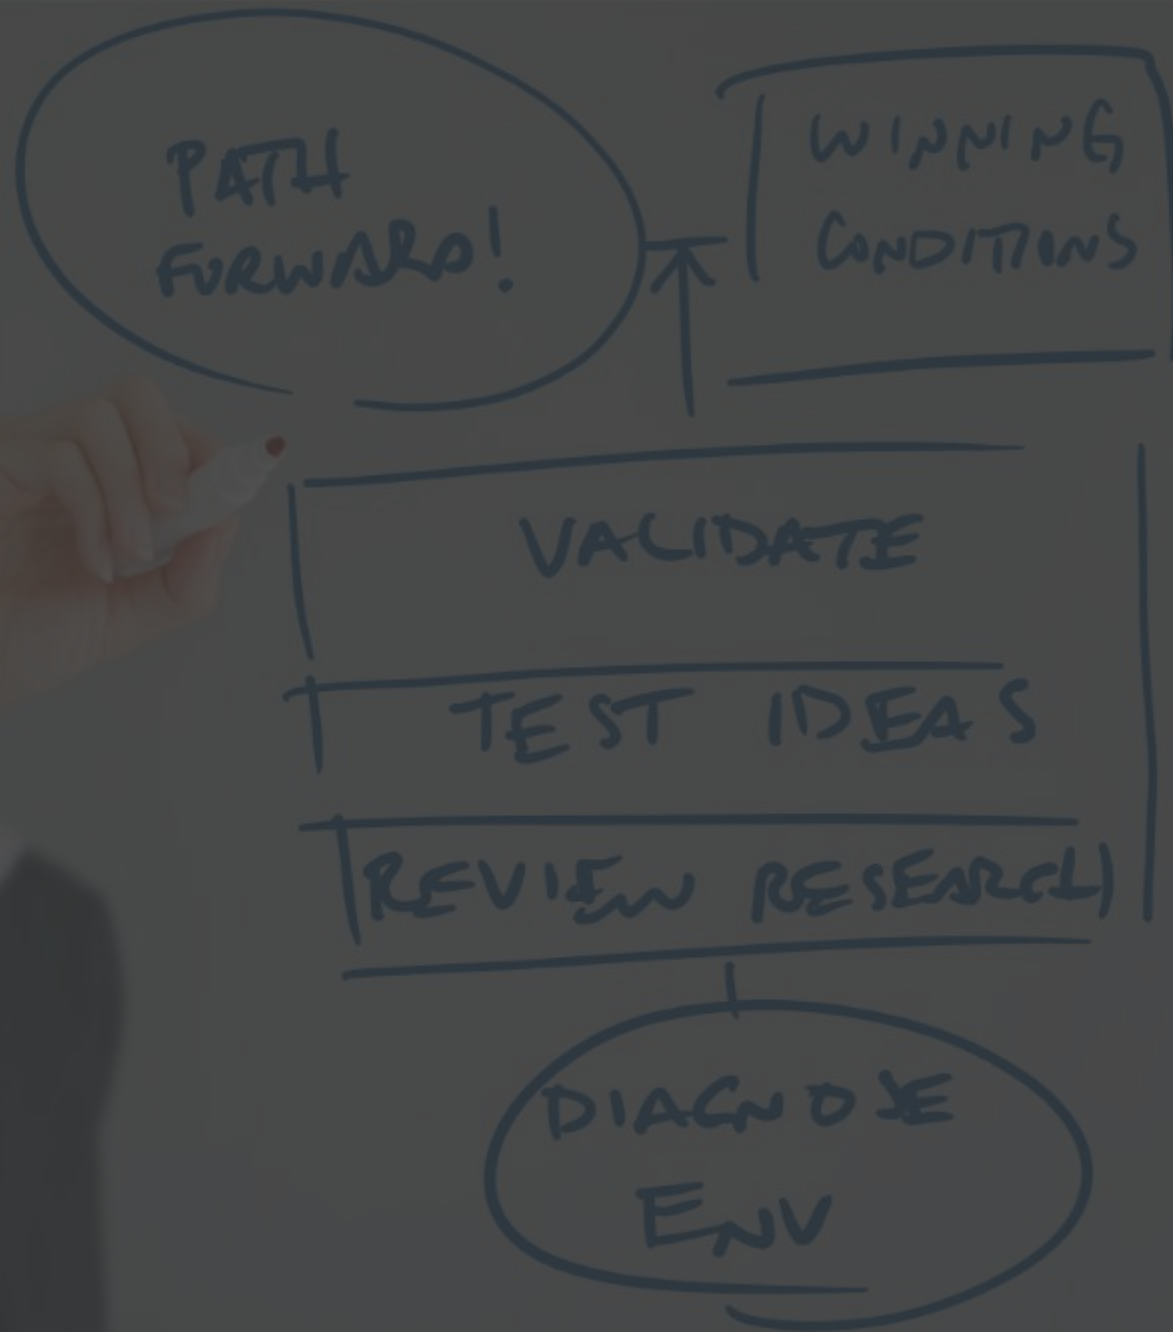 PATH
FORWARD!
WINNING
CONDITIONS
VALIDATE
TEST IDEAS
REVIEW RESEARCH
DIAGNOSE
ENV